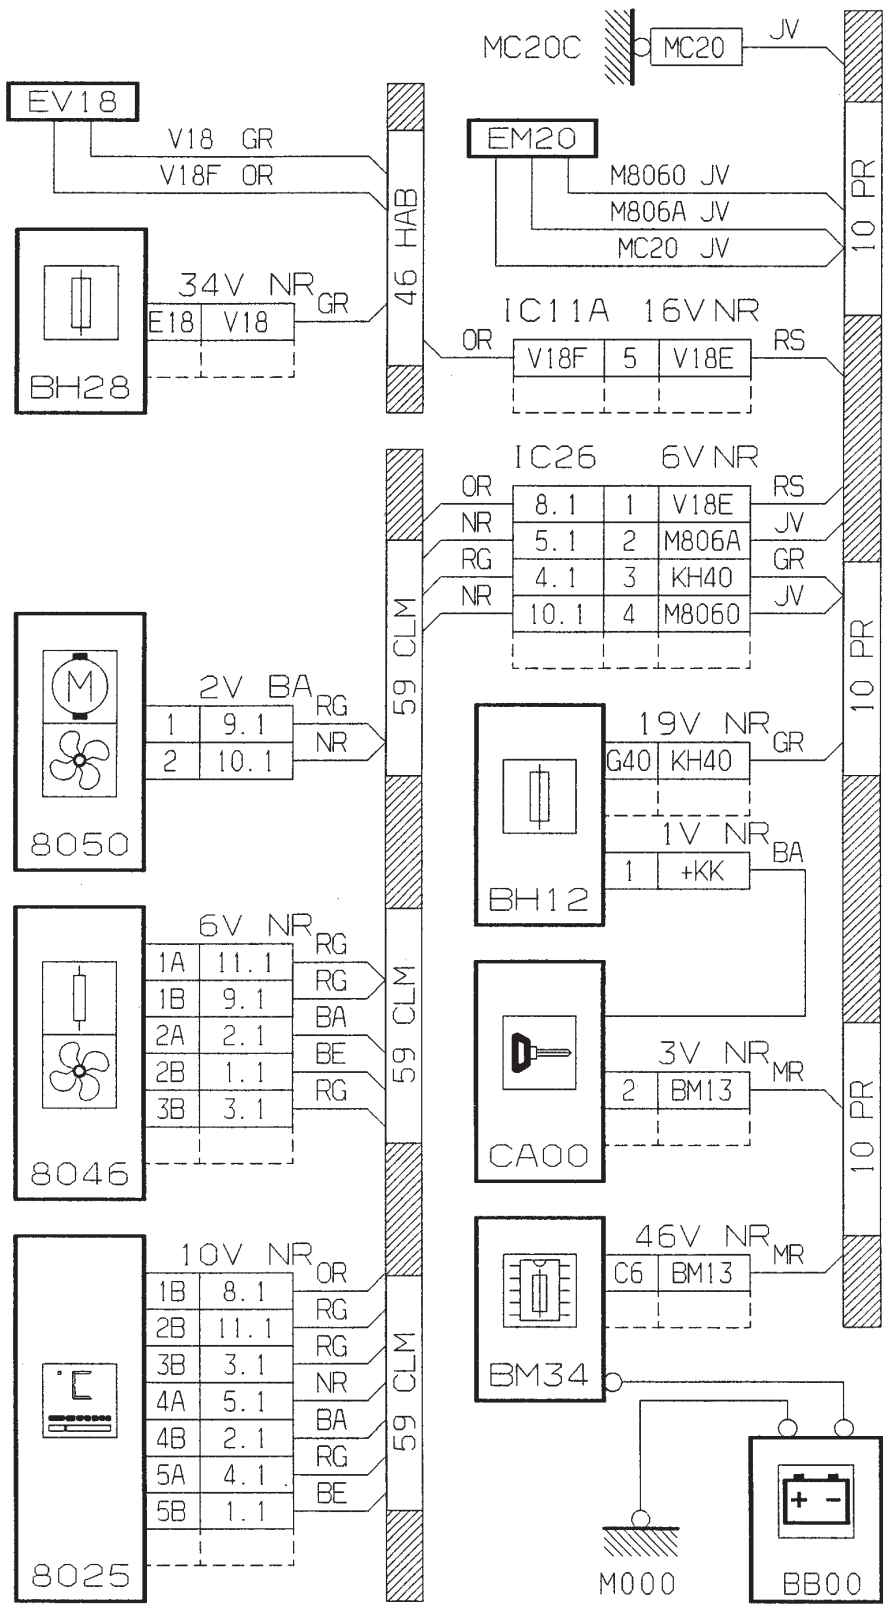 MC20C MC20 JV
EV18
V18 GR
V18F OR
46 HAB
EM20
M8060 JV
M806A JV
MC20 JV
10 PR
34V NR
E18 V18 GR
BH28
IC11A 16V NR
OR V18F 5 V18E RS
IC26 6V NR
OR 8.1 1 V18E RS
NR 5.1 2 M806A JV
RG 4.1 3 KH40 GR
NR 10.1 4 M8060 JV
59 CLM
10 PR
M
2V BA
1 9.1 RG
2 10.1 NR
8050
19V NR
G40 KH40 GR
1V NR
1 +KK BA
BH12
6V NR
1A 11.1 RG
1B 9.1 RG
2A 2.1 BA
2B 1.1 BE
3B 3.1 RG
8046
59 CLM
3V NR
2 BM13 MR
CA00
10 PR
46V NR
C6 BM13 MR
BM34
10V NR
1B 8.1 OR
2B 11.1 RG
3B 3.1 RG
4A 5.1 NR
4B 2.1 BA
5A 4.1 RG
5B 1.1 BE
°C
8025
59 CLM
M000
+ -
BB00